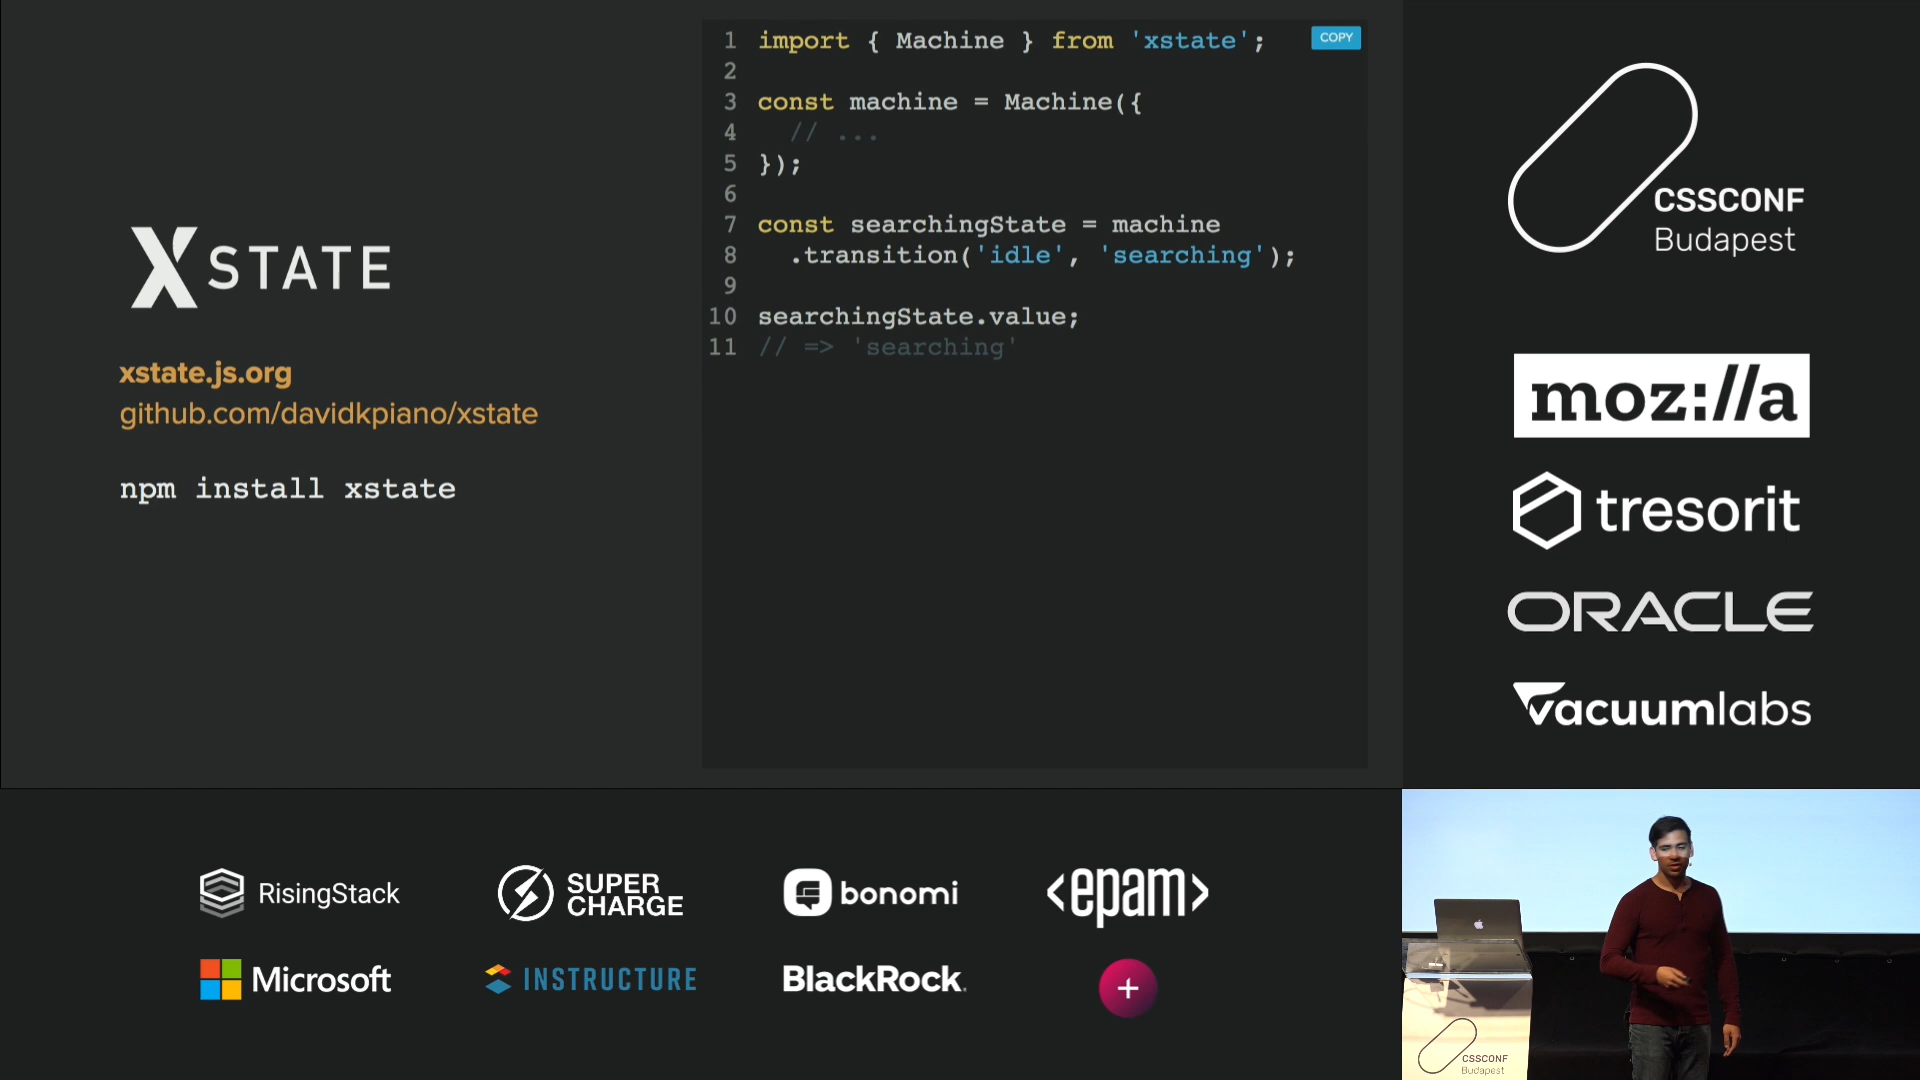 XSTATE
xstate.js.org
github.com/davidkpiano/xstate
npm install xstate
COPY
1 import { Machine } from 'xstate';
2
3 const machine = Machine({
4 // ...
5 });
6
7 const searchingState = machine
8 .transition('idle', 'searching');
9
10 searchingState.value;
11 // => 'searching'
CSSCONF
Budapest
moz://a
tresorit
ORACLE
vacuumlabs
RisingStack
SUPER
CHARGE
bonomi
<epam>
Microsoft
INSTRUCTURE
BlackRock.
+
CSSCONF
Budapest